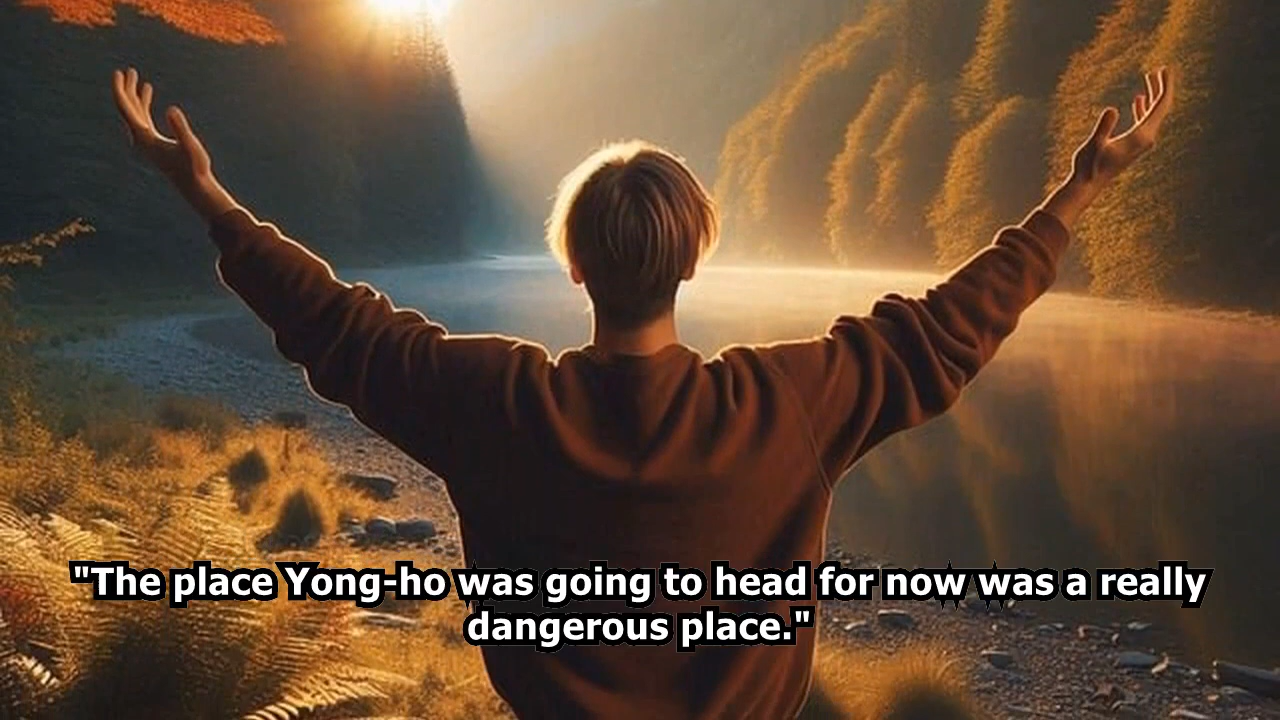 "The place Yong-ho was going to head for now was a really
dangerous place."